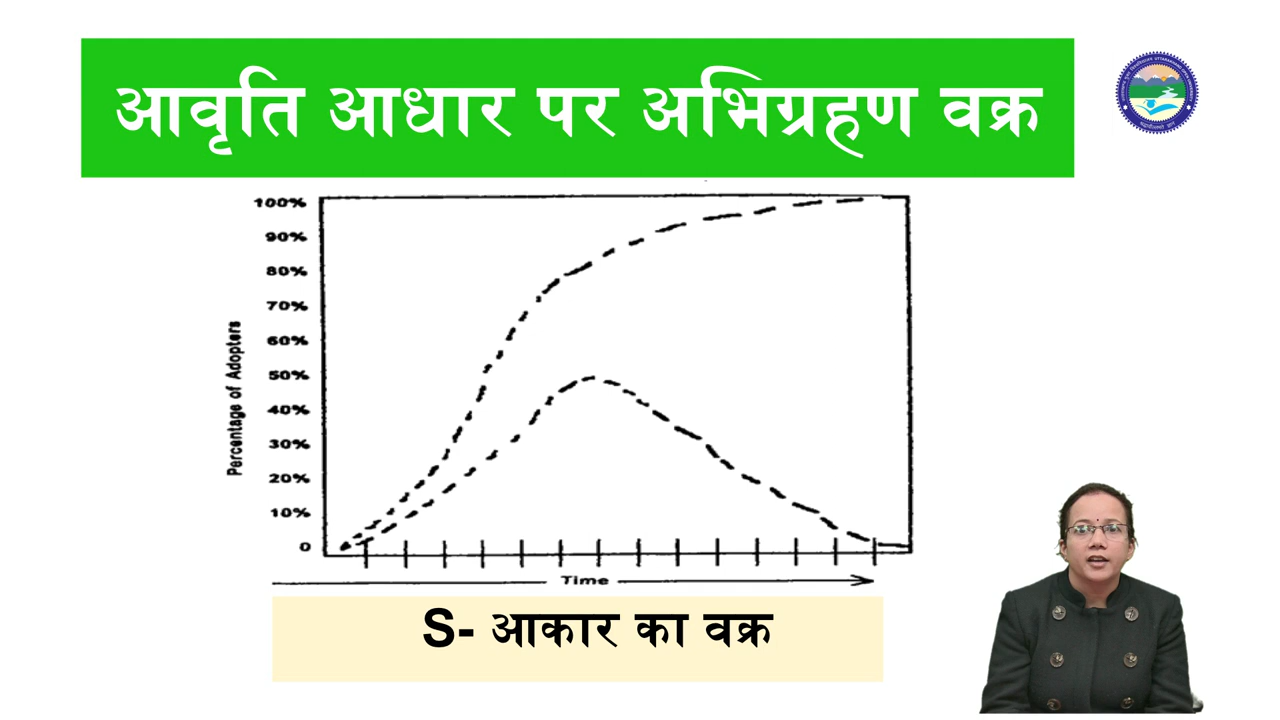 आवृति आधार पर अभिग्रहण वक्र
100%
90%
80%
70%
60%
50%
40%
30%
20%
10%
0
Percentage of Adopters
Time
S- आकार का वक्र